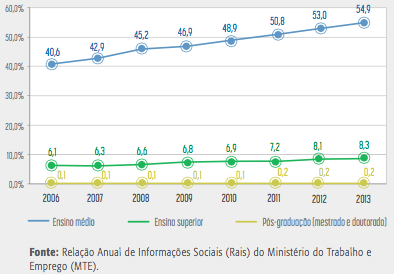 60,0%
50,0%
40,0%
30,0%
20,0%
10,0%
0,0%
40,6 42,9 45,2 46,9 48,9 50,8 53,0 54,9
6,1 6,3 6,6 6,8 6,9 7,2 8,1 8,3
0,1 0,1 0,1 0,1 0,1 0,2 0,2 0,2
2006 2007 2008 2009 2010 2011 2012 2013
Ensino médio Ensino superior Pós-graduação (mestrado e doutorado)
Fonte: Relação Anual de Informações Sociais (Rais) do Ministério do Trabalho e
Emprego (MTE).